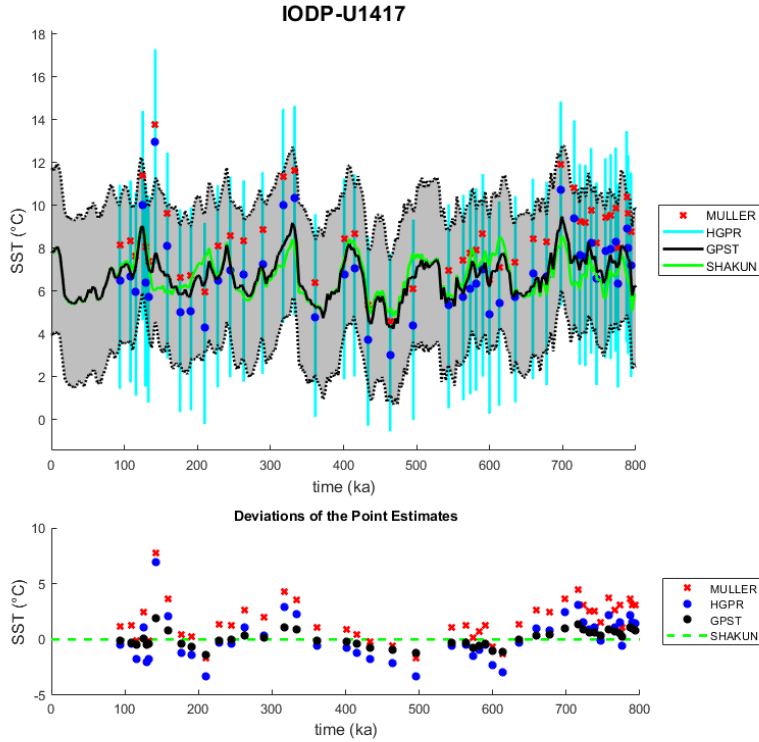 IODP-U1417
18
16
14
12
10
8
6
4
2
0
SST (°C)
0 100 200 300 400 500 600 700 800
time (ka)
MULLER
HGPR
GPST
SHAKUN
Deviations of the Point Estimates
10
5
0
-5
SST (°C)
0 100 200 300 400 500 600 700 800
time (ka)
MULLER
HGPR
GPST
SHAKUN